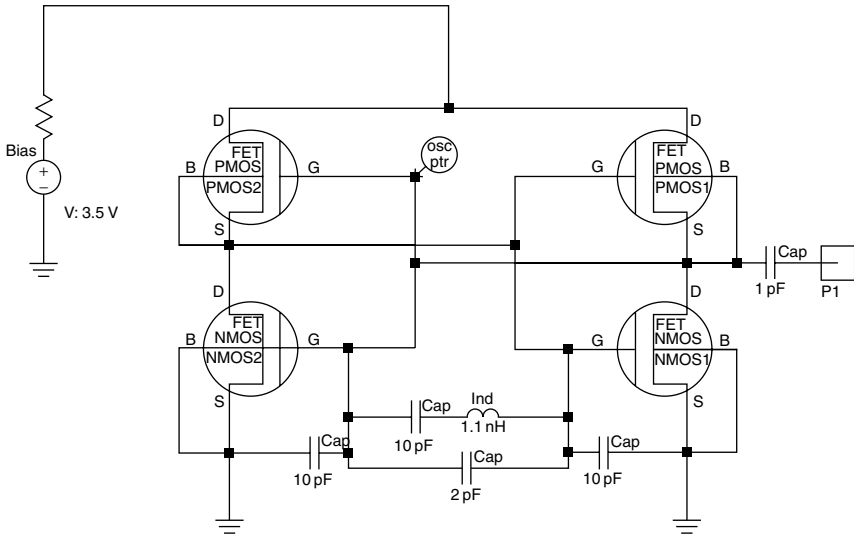 Bias
+
−
V: 3.5 V
D
FET
PMOS
PMOS2
B
G
S
osc
ptr
D
FET
PMOS
PMOS1
G
B
S
Cap
1 pF
P1
D
FET
NMOS
NMOS2
B
G
S
D
FET
NMOS
NMOS1
G
B
S
Cap
10 pF
Ind
1.1 nH
Cap
10 pF
Cap
2 pF
Cap
10 pF